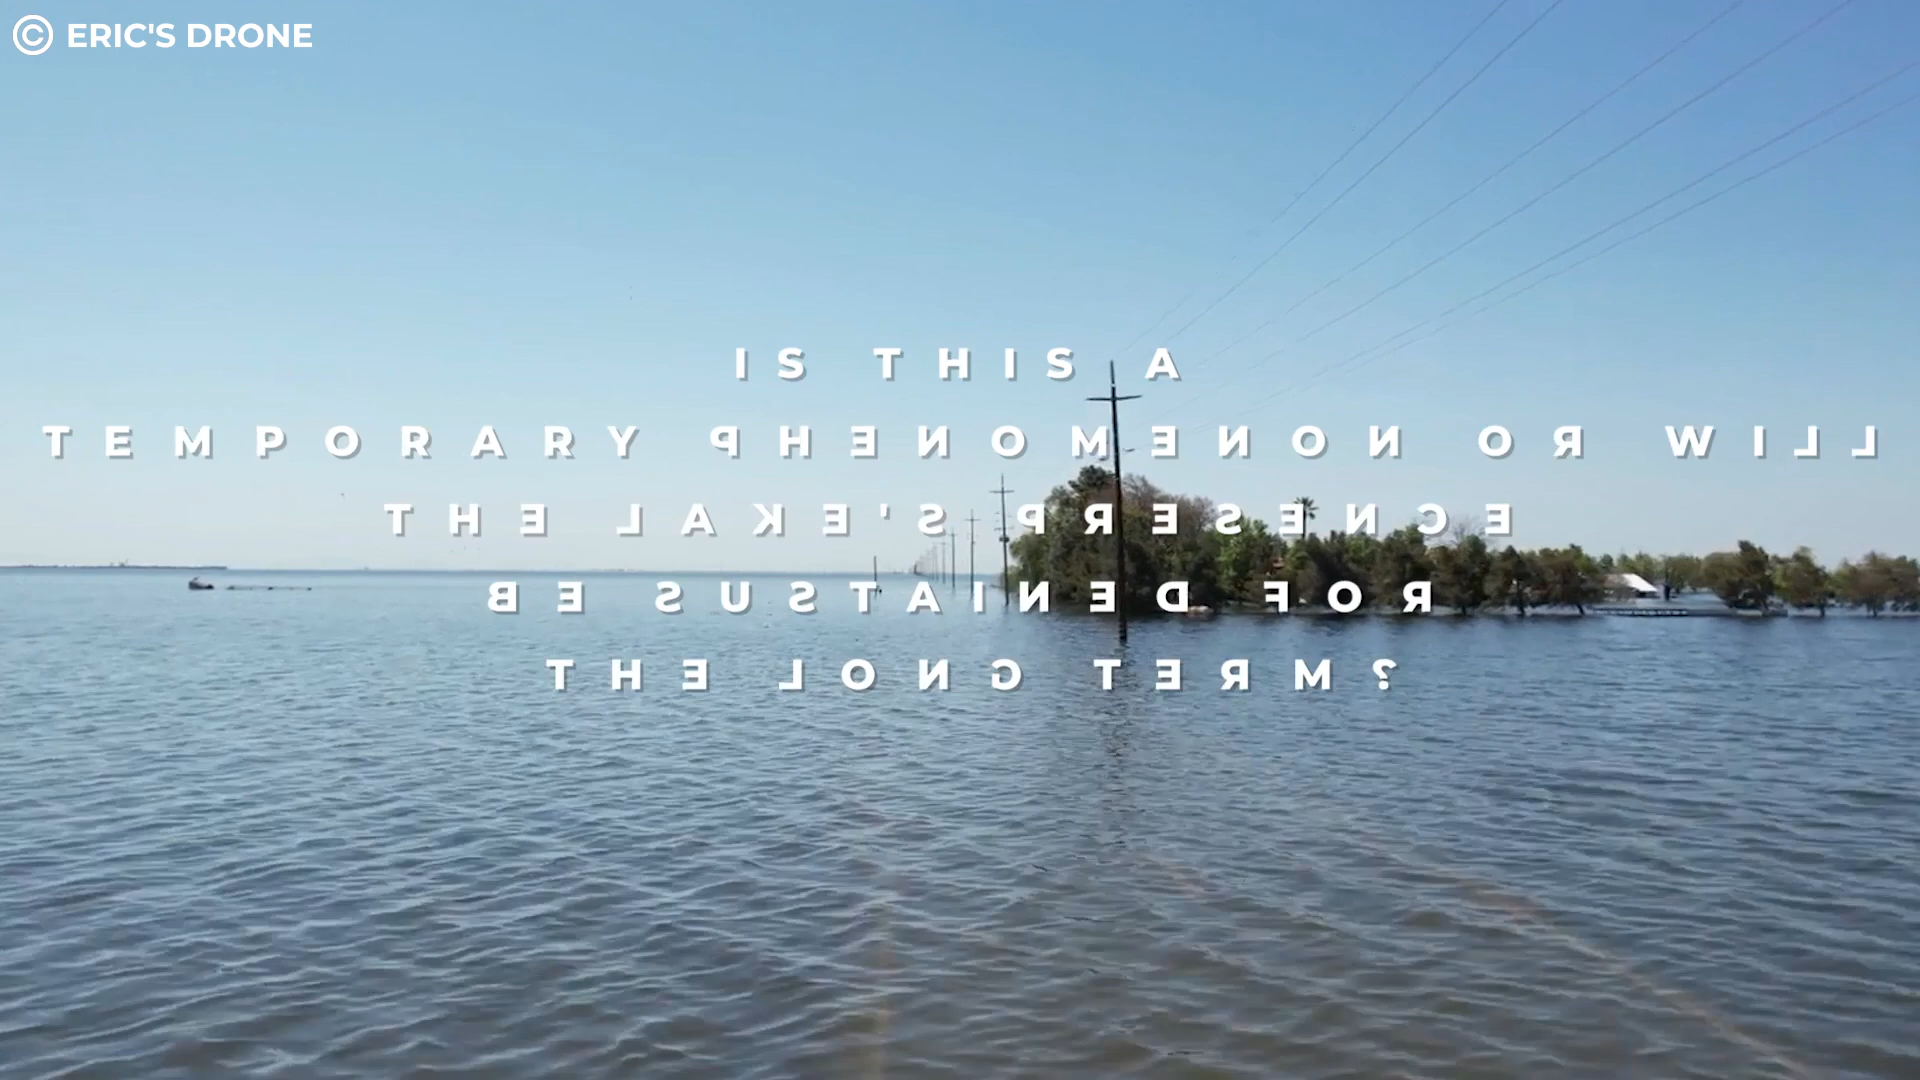 © ERIC'S DRONE
IS THIS A
TEMPORARY PHENOMENON OR WILL
THE LAKE'S PRESENCE
BE SUSTAINED FOR
THE LONG TERM?